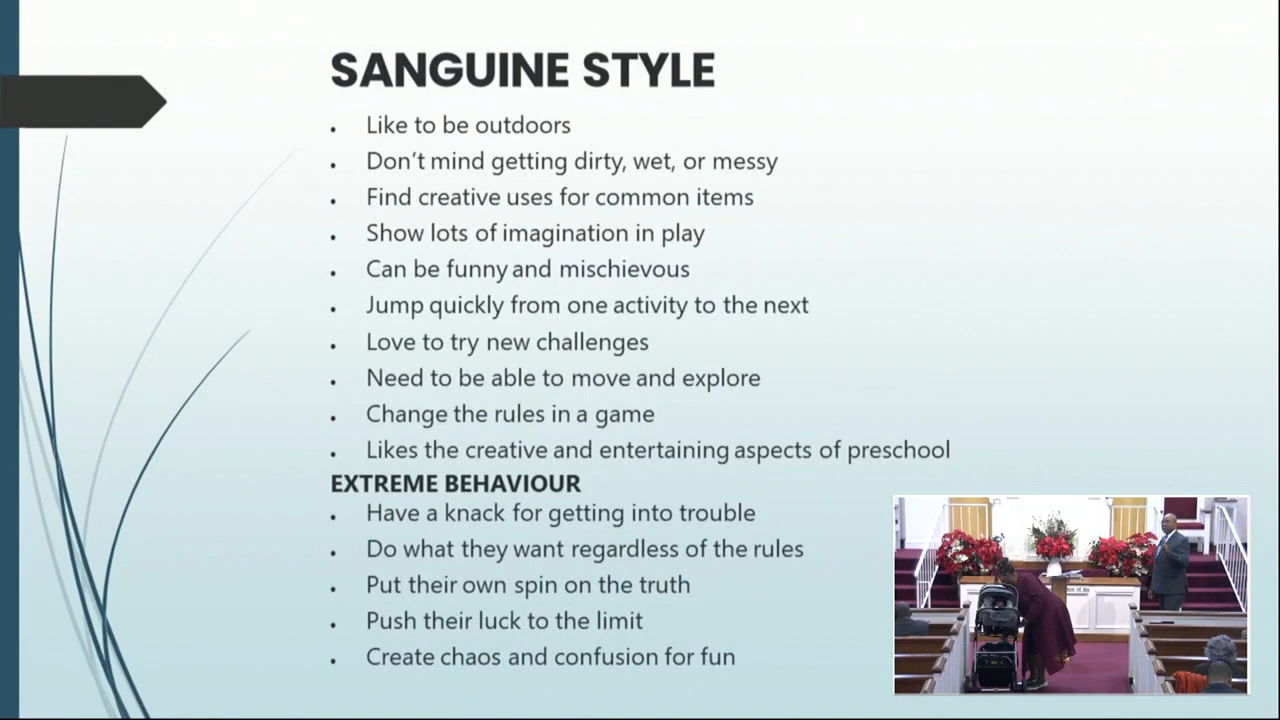 SANGUINE STYLE
• Like to be outdoors
• Don’t mind getting dirty, wet, or messy
• Find creative uses for common items
• Show lots of imagination in play
• Can be funny and mischievous
• Jump quickly from one activity to the next
• Love to try new challenges
• Need to be able to move and explore
• Change the rules in a game
• Likes the creative and entertaining aspects of preschool
EXTREME BEHAVIOUR
• Have a knack for getting into trouble
• Do what they want regardless of the rules
• Put their own spin on the truth
• Push their luck to the limit
• Create chaos and confusion for fun